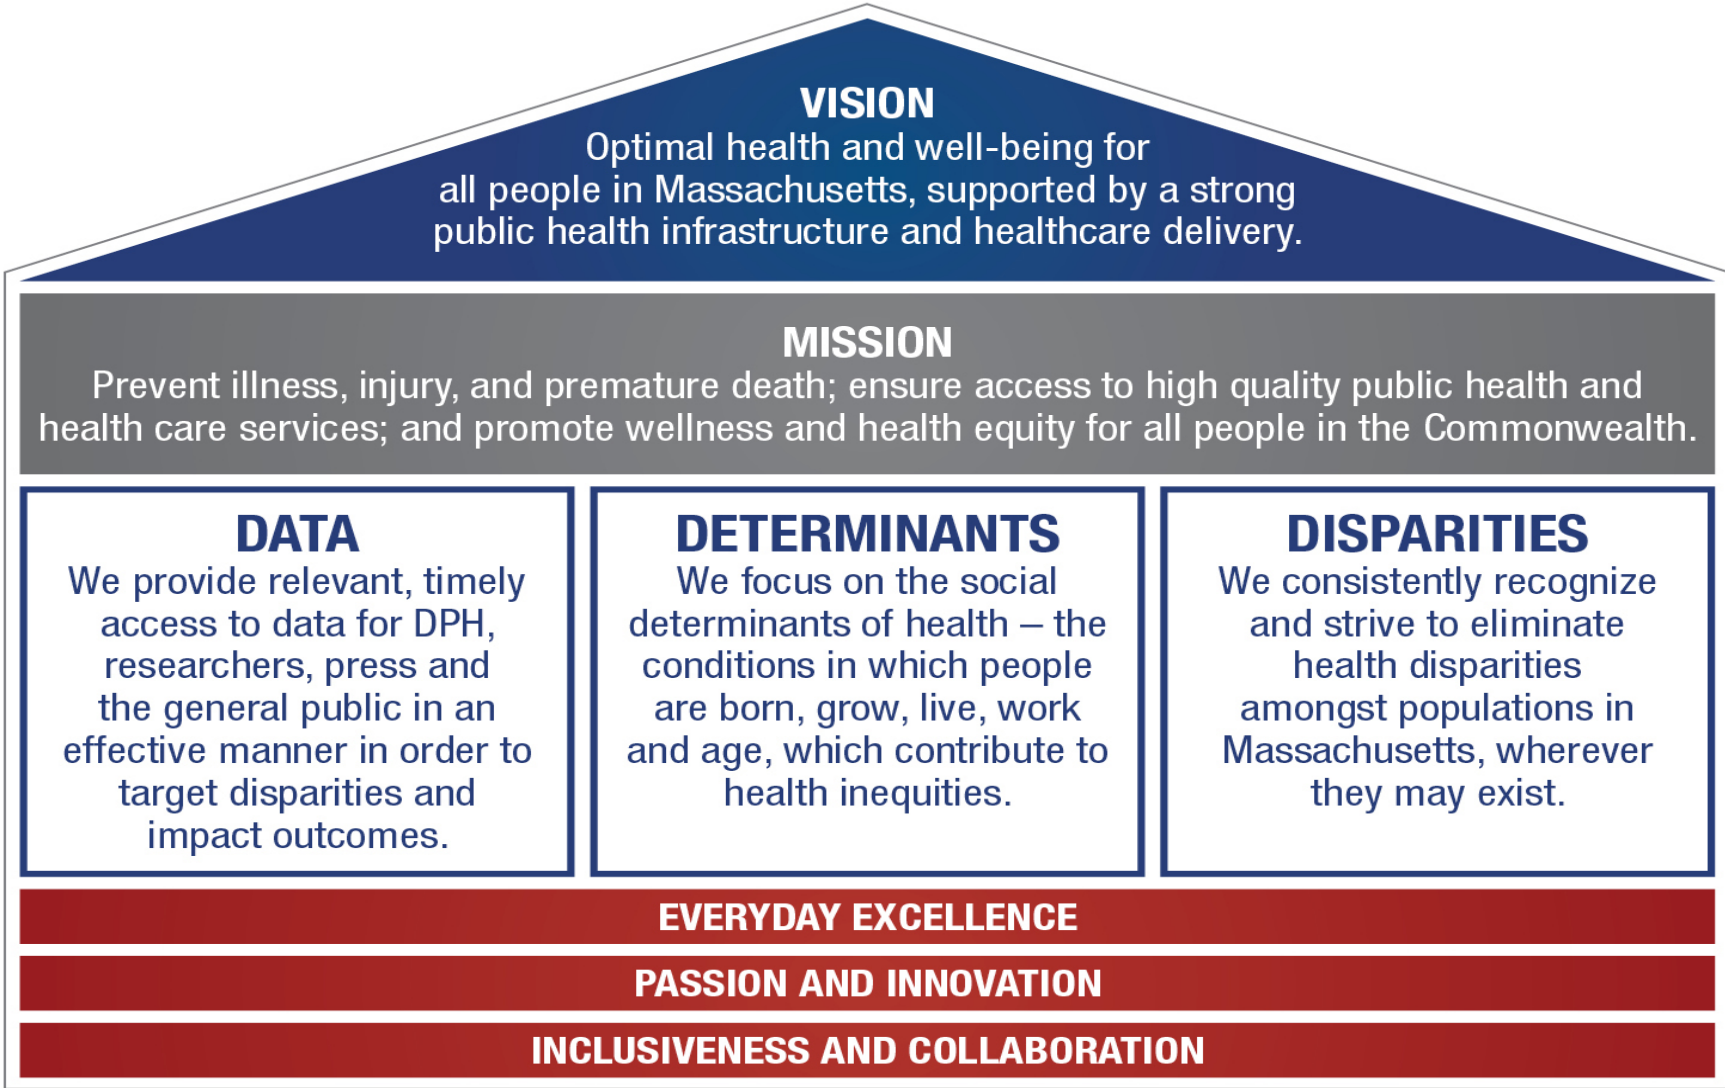 VISION
Optimal health and well-being for
all people in Massachusetts, supported by a strong
public health infrastructure and healthcare delivery.
MISSION
Prevent illness, injury, and premature death; ensure access to high quality public health and
health care services; and promote wellness and health equity for all people in the Commonwealth.
DATA
We provide relevant, timely
access to data for DPH,
researchers, press and
the general public in an
effective manner in order to
target disparities and
impact outcomes.
DETERMINANTS
We focus on the social
determinants of health – the
conditions in which people
are born, grow, live, work
and age, which contribute to
health inequities.
DISPARITIES
We consistently recognize
and strive to eliminate
health disparities
amongst populations in
Massachusetts, wherever
they may exist.
EVERYDAY EXCELLENCE
PASSION AND INNOVATION
INCLUSIVENESS AND COLLABORATION